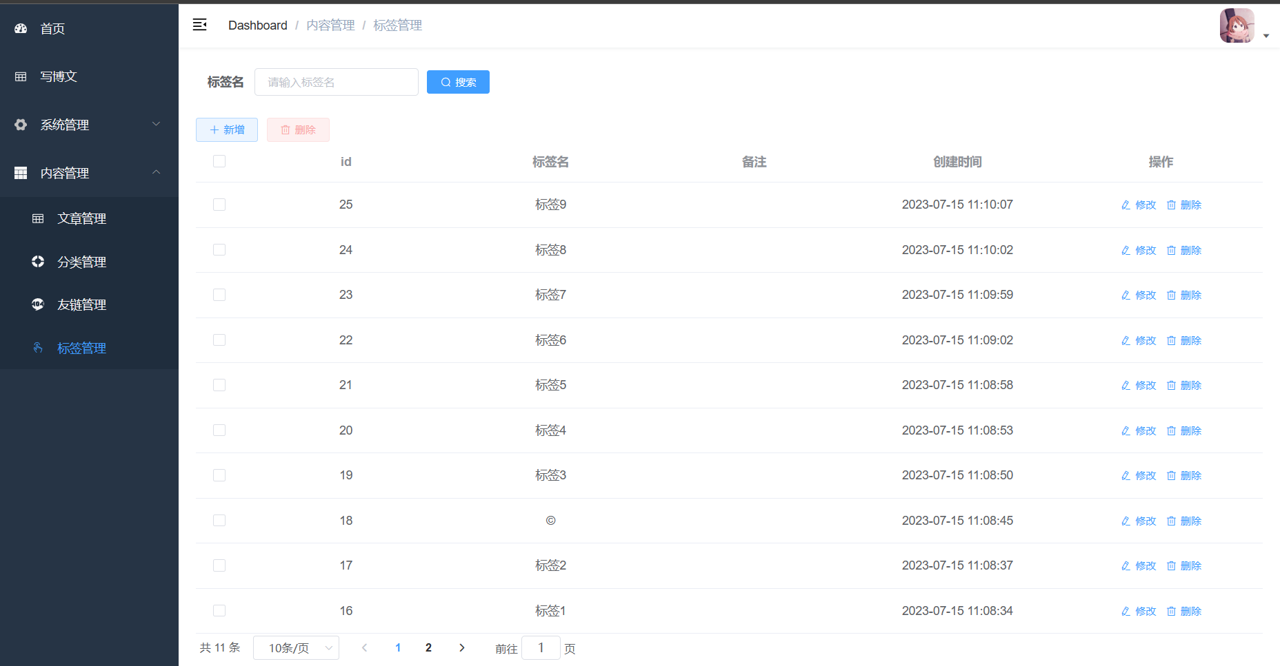 首页
写博文
系统管理
内容管理
文章管理
分类管理
404
友链管理
标签管理
Dashboard / 内容管理 / 标签管理
标签名 请输入标签名 搜索
+ 新增 删除
id 标签名 备注 创建时间 操作
25 标签9 2023-07-15 11:10:07 修改 删除
24 标签8 2023-07-15 11:10:02 修改 删除
23 标签7 2023-07-15 11:09:59 修改 删除
22 标签6 2023-07-15 11:09:02 修改 删除
21 标签5 2023-07-15 11:08:58 修改 删除
20 标签4 2023-07-15 11:08:53 修改 删除
19 标签3 2023-07-15 11:08:50 修改 删除
18 © 2023-07-15 11:08:45 修改 删除
17 标签2 2023-07-15 11:08:37 修改 删除
16 标签1 2023-07-15 11:08:34 修改 删除
共 11 条 10条/页 < 1 2 > 前往 1 页